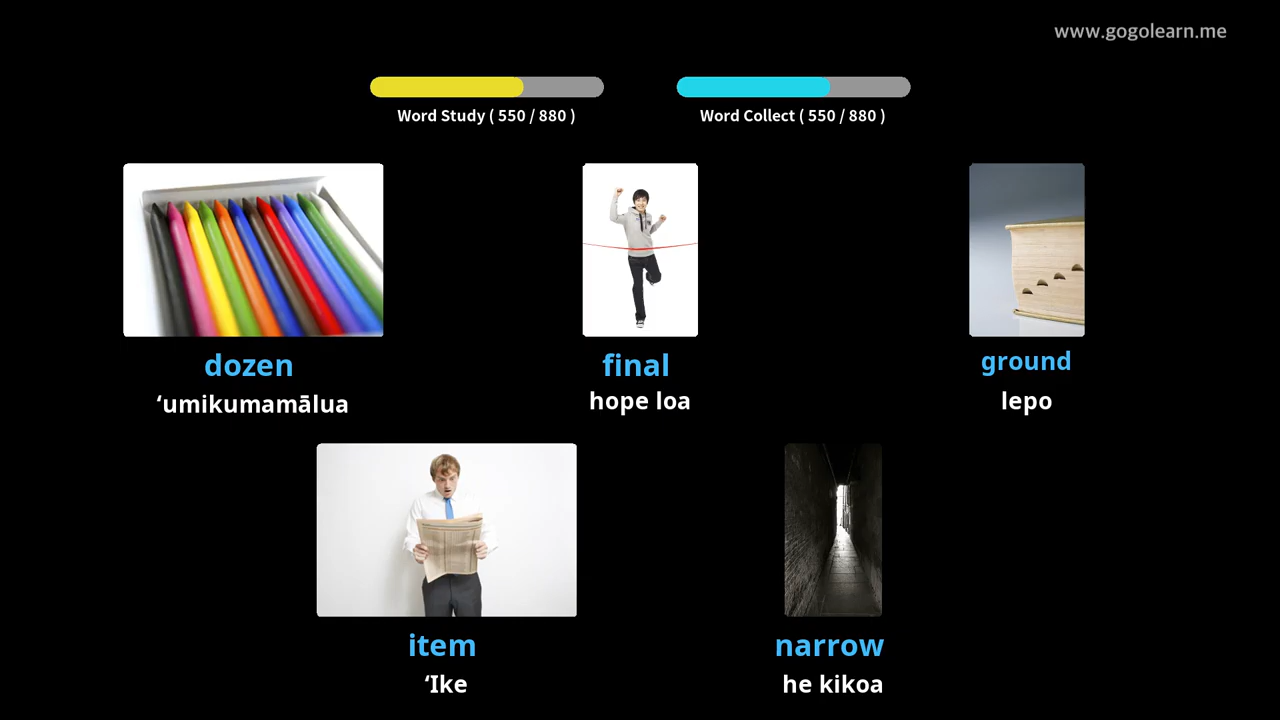 www.gogolearn.me
Word Study ( 550 / 880 )
Word Collect ( 550 / 880 )
dozen
ʻumikumamālua
final
hope loa
ground
lepo
item
ʻIke
narrow
he kikoa